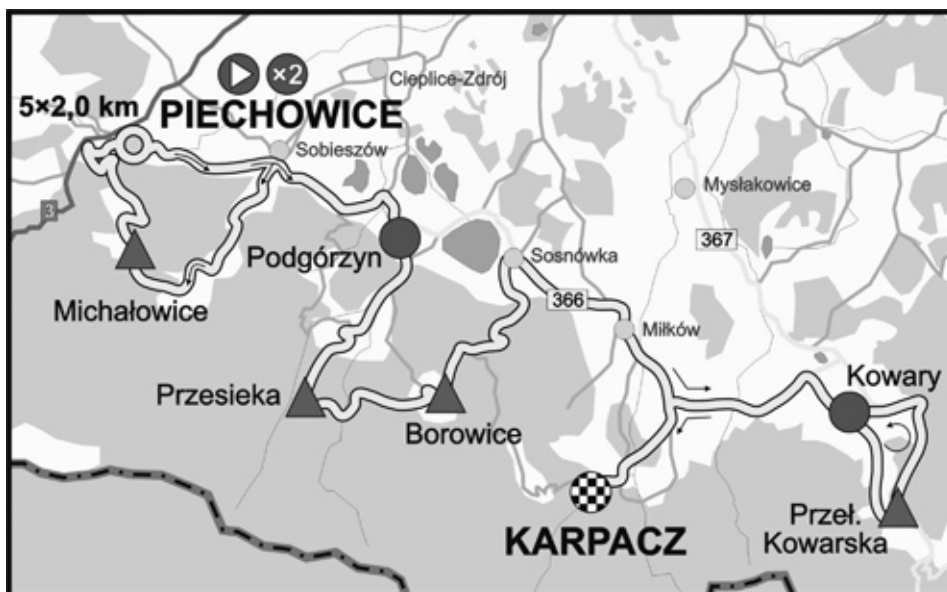 ×2
Cieplice-Zdrój
5×2,0 km
PIECHOWICE
Sobieszów
Mysłakowice
3
Podgórzyn
Sosnówka
367
Michałowice
366
Miłków
Przesieka
Borowice
Kowary
KARPACZ
Przeł.
Kowarska